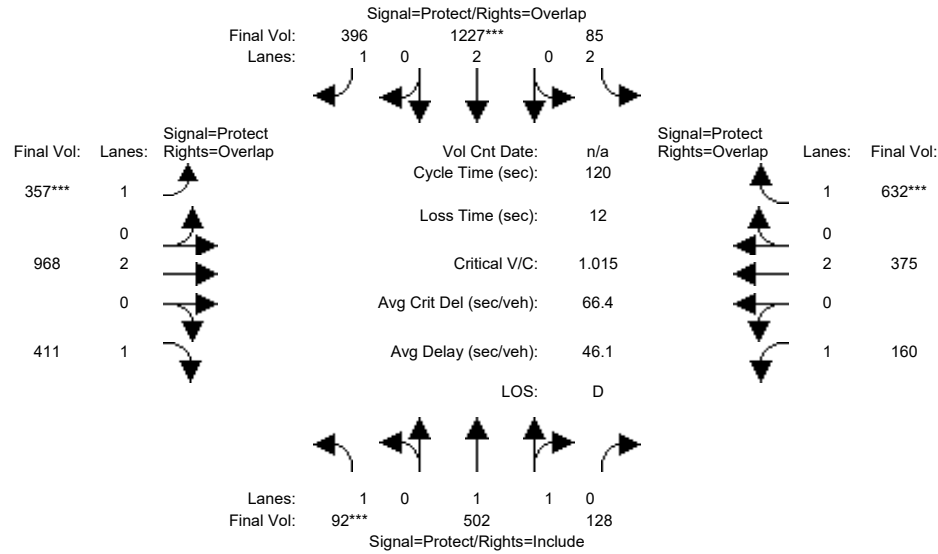 Signal=Protect/Rights=Overlap
Final Vol: 396 1227*** 85
Lanes: 1 0 2 0 2
Signal=Protect
Final Vol: Lanes: Rights=Overlap
Vol Cnt Date: n/a
Signal=Protect
Rights=Overlap Lanes: Final Vol:
Cycle Time (sec): 120
357*** 1
1 632***
Loss Time (sec): 12
0
0
968 2
Critical V/C: 1.015
2 375
0
Avg Crit Del (sec/veh): 66.4
0
411 1
Avg Delay (sec/veh): 46.1
1 160
LOS: D
Lanes: 1 0 1 1 0
Final Vol: 92*** 502 128
Signal=Protect/Rights=Include